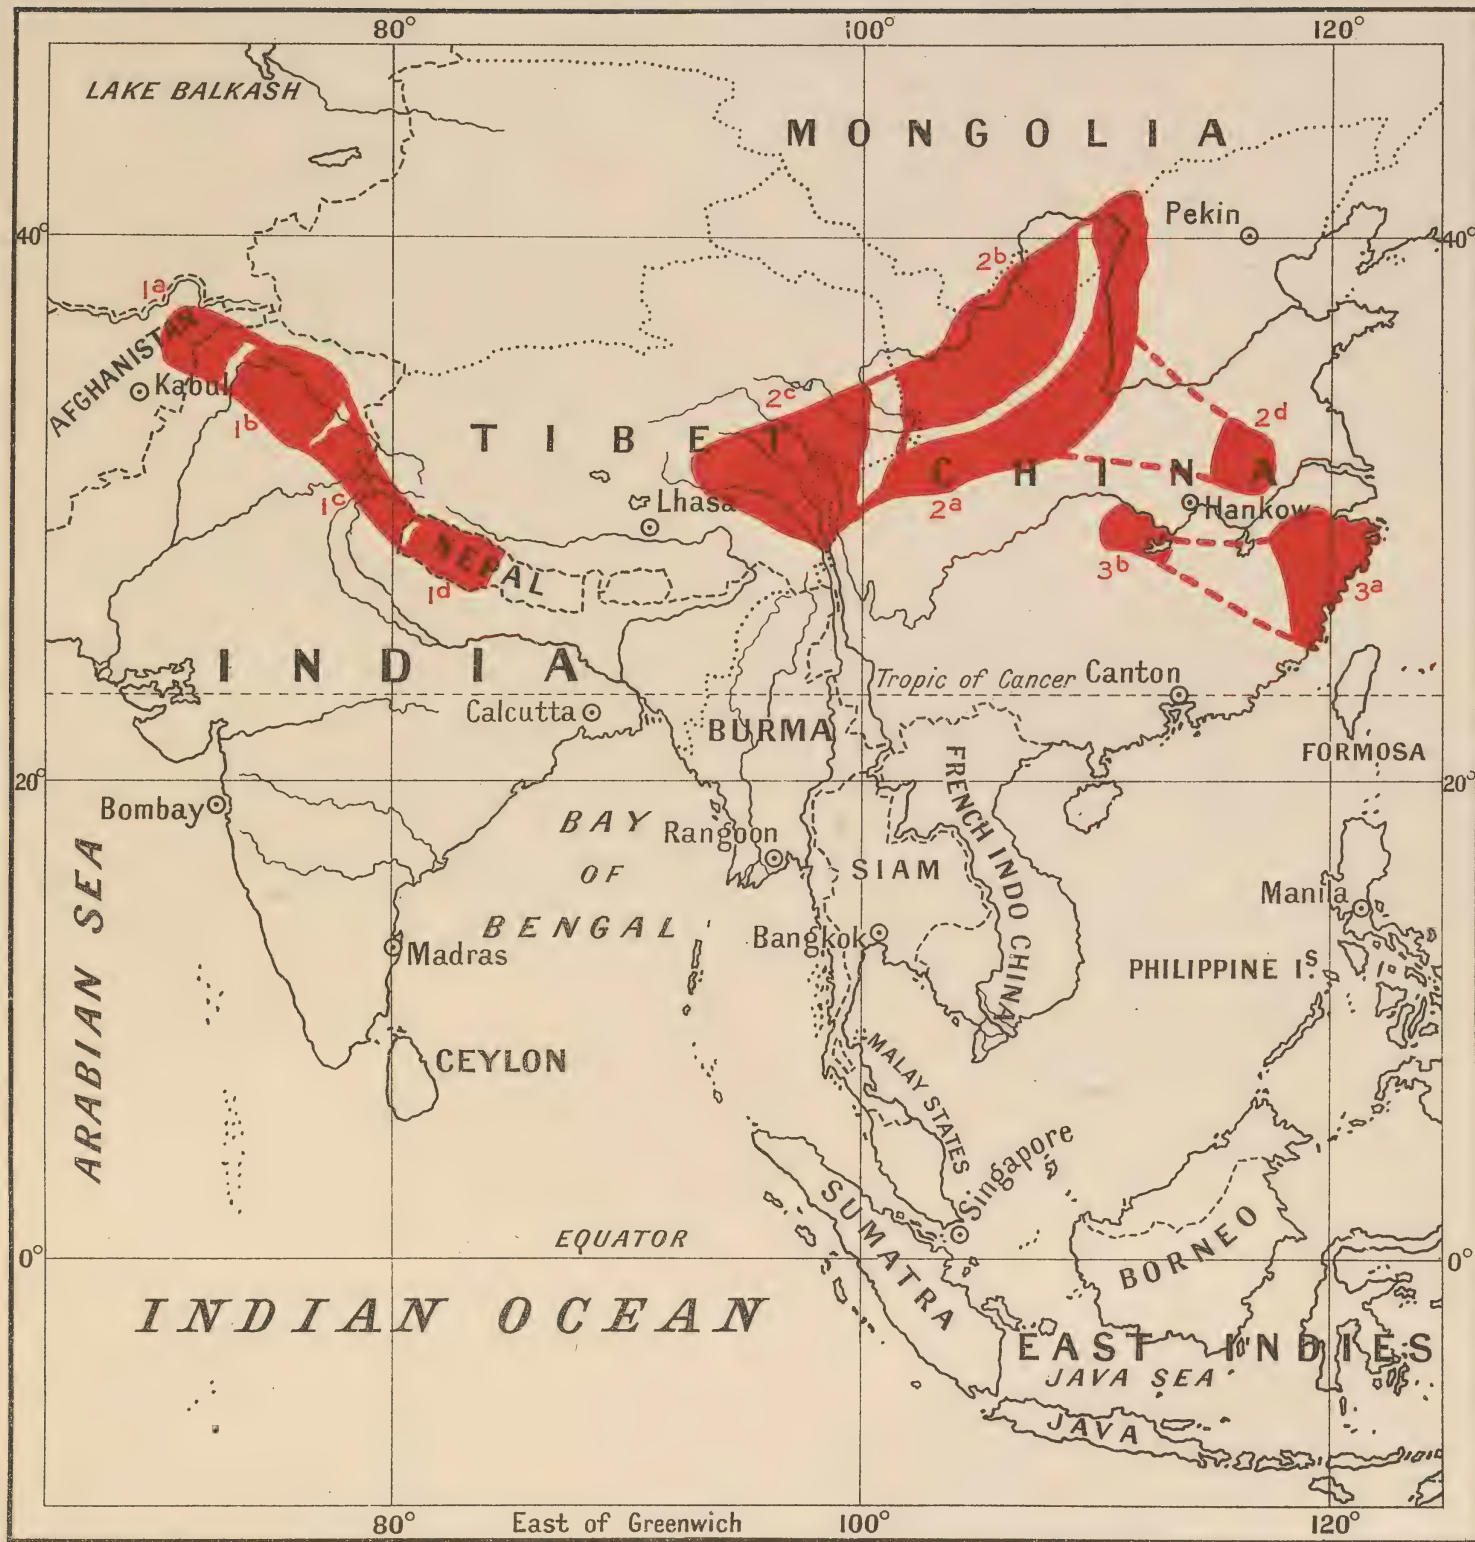 80° 100° 120°
LAKE BALKASH
MONGOLIA
Pekin
40° 40°
2b
1a
AFGHANISTAN
Kabul
2c
1b
2d
TIBET
CHINA
1c
Lhasa
2a
Hankow
NEPAL
3b
1d
3a
INDIA
Tropic of Cancer Canton
Calcutta
BURMA
FORMOSA
FRENCH INDO CHINA
20° 20°
Bombay
BAY
OF
BENGAL
Rangoon
SIAM
Manila
ARABIAN SEA
Bangkok
Madras
PHILIPPINE Is.
CEYLON
MALAY STATES
Singapore
SUMATRA
BORNEO
EQUATOR
0° 0°
INDIAN OCEAN
EAST INDIES
JAVA SEA
JAVA
80° East of Greenwich 100° 120°